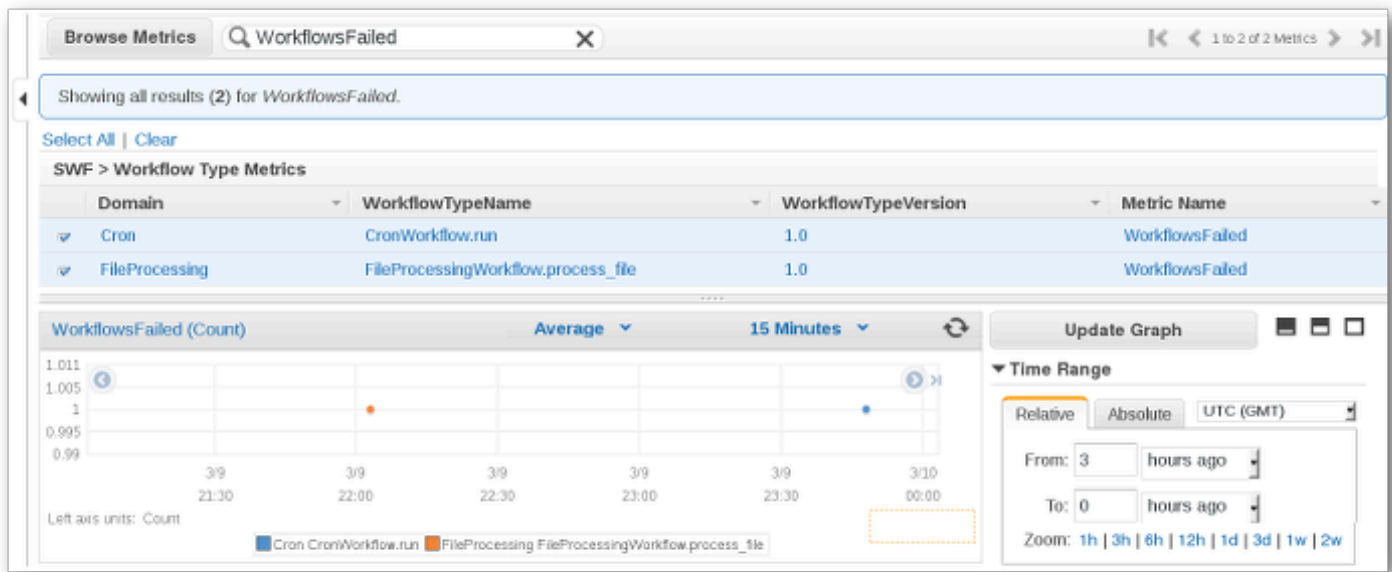 Browse Metrics WorkflowsFailed 1 to 2 of 2 Metrics
Showing all results (2) for WorkflowsFailed.
Select All | Clear
SWF > Workflow Type Metrics
Domain WorkflowTypeName WorkflowTypeVersion Metric Name
Cron CronWorkflow.run 1.0 WorkflowsFailed
FileProcessing FileProcessingWorkflow.process_file 1.0 WorkflowsFailed
WorkflowsFailed (Count) Average 15 Minutes Update Graph
1.011
1.005
1
0.995
0.99
3/9 3/9 3/9 3/9 3/9 3/10
21:30 22:00 22:30 23:00 23:30 00:00
Left axis units: Count
Cron CronWorkflow.run FileProcessing FileProcessingWorkflow.process_file
Time Range
Relative Absolute UTC (GMT)
From: 3 hours ago
To: 0 hours ago
Zoom: 1h | 3h | 6h | 12h | 1d | 3d | 1w | 2w